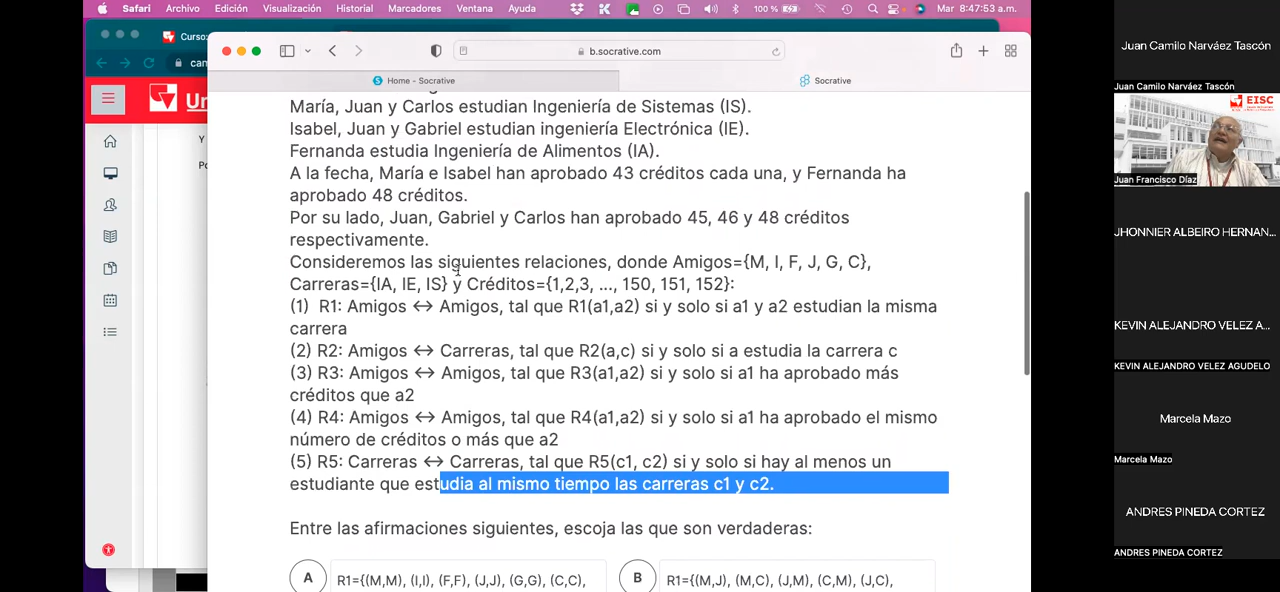 Safari Archivo Edición Visualización Historial Marcadores Ventana Ayuda 100 % Mar 8:47:53 a.m.
Curso:
b.socrative.com
can
Home - Socrative
Socrative
Un
María, Juan y Carlos estudian Ingeniería de Sistemas (IS).
Isabel, Juan y Gabriel estudian ingeniería Electrónica (IE).
Fernanda estudia Ingeniería de Alimentos (IA).
A la fecha, María e Isabel han aprobado 43 créditos cada una, y Fernanda ha
aprobado 48 créditos.
Por su lado, Juan, Gabriel y Carlos han aprobado 45, 46 y 48 créditos
respectivamente.
Consideremos las siguientes relaciones, donde Amigos={M, I, F, J, G, C},
Carreras={IA, IE, IS} y Créditos={1,2,3, ..., 150, 151, 152}:
(1) R1: Amigos ↔ Amigos, tal que R1(a1,a2) si y solo si a1 y a2 estudian la misma
carrera
(2) R2: Amigos ↔ Carreras, tal que R2(a,c) si y solo si a estudia la carrera c
(3) R3: Amigos ↔ Amigos, tal que R3(a1,a2) si y solo si a1 ha aprobado más
créditos que a2
(4) R4: Amigos ↔ Amigos, tal que R4(a1,a2) si y solo si a1 ha aprobado el mismo
número de créditos o más que a2
(5) R5: Carreras ↔ Carreras, tal que R5(c1, c2) si y solo si hay al menos un
estudiante que estudia al mismo tiempo las carreras c1 y c2.
Entre las afirmaciones siguientes, escoja las que son verdaderas:
A R1={(M,M), (I,I), (F,F), (J,J), (G,G), (C,C),
B R1={(M,J), (M,C), (J,M), (C,M), (J,C),
Y
Po
Juan Camilo Narváez Tascón
Juan Camilo Narváez Tascón
EISC
Juan Francisco Díaz
JHONNIER ALBEIRO HERNAN...
KEVIN ALEJANDRO VELEZ A...
KEVIN ALEJANDRO VELEZ AGUDELO
Marcela Mazo
Marcela Mazo
ANDRES PINEDA CORTEZ
ANDRES PINEDA CORTEZ